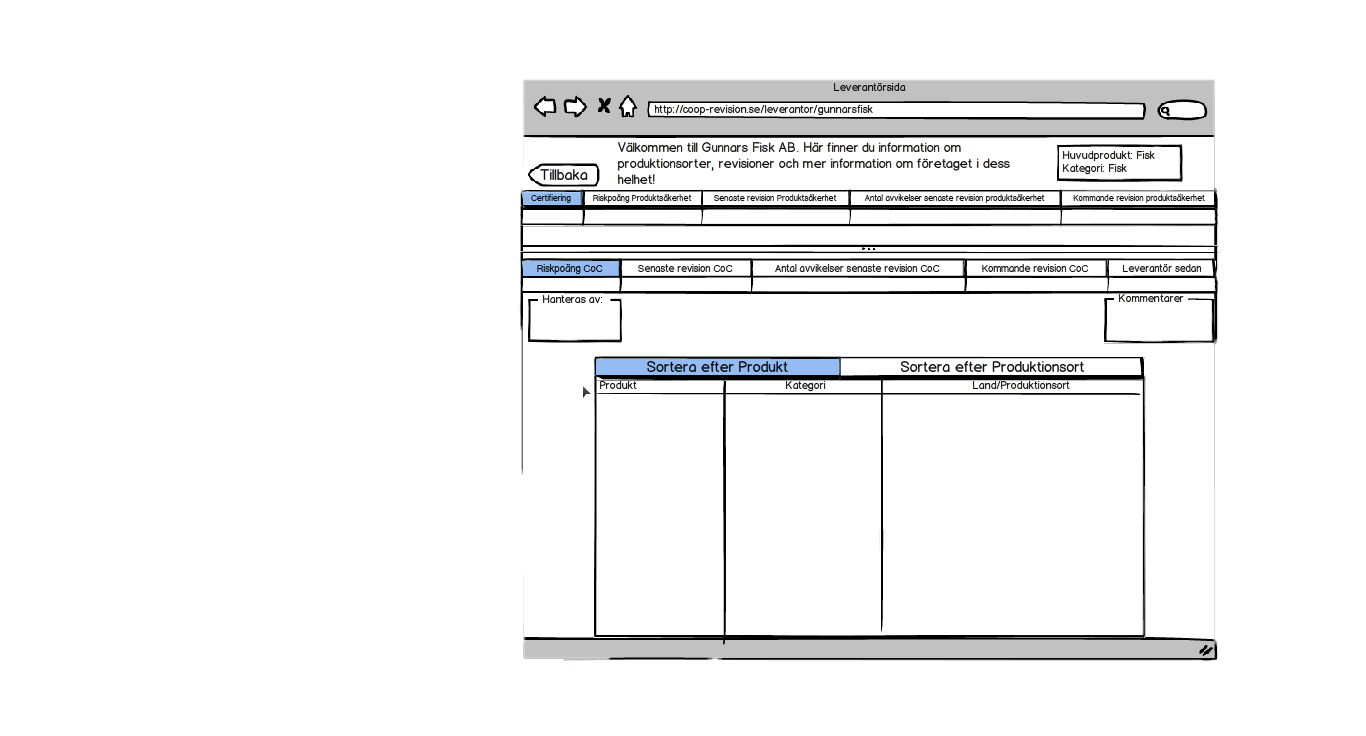 Leverantörsida
http://coop-revision.se/leverantor/gunnarsfisk
Välkommen till Gunnars Fisk AB. Här finner du information om
produktionsorter, revisioner och mer information om företaget i dess
helhet!
Huvudprodukt: Fisk
Kategori: Fisk
Tillbaka
Certifiering Riskpoäng Produktsäkerhet Senaste revision Produktsäkerhet Antal avvikelser senaste revision produktsäkerhet Kommande revision produktsäkerhet
Riskpoäng CoC Senaste revision CoC Antal avvikelser senaste revision CoC Kommande revision CoC Leverantör sedan
Hanteras av: Kommentarer
Sortera efter Produkt Sortera efter Produktionsort
Produkt Kategori Land/Produktionsort